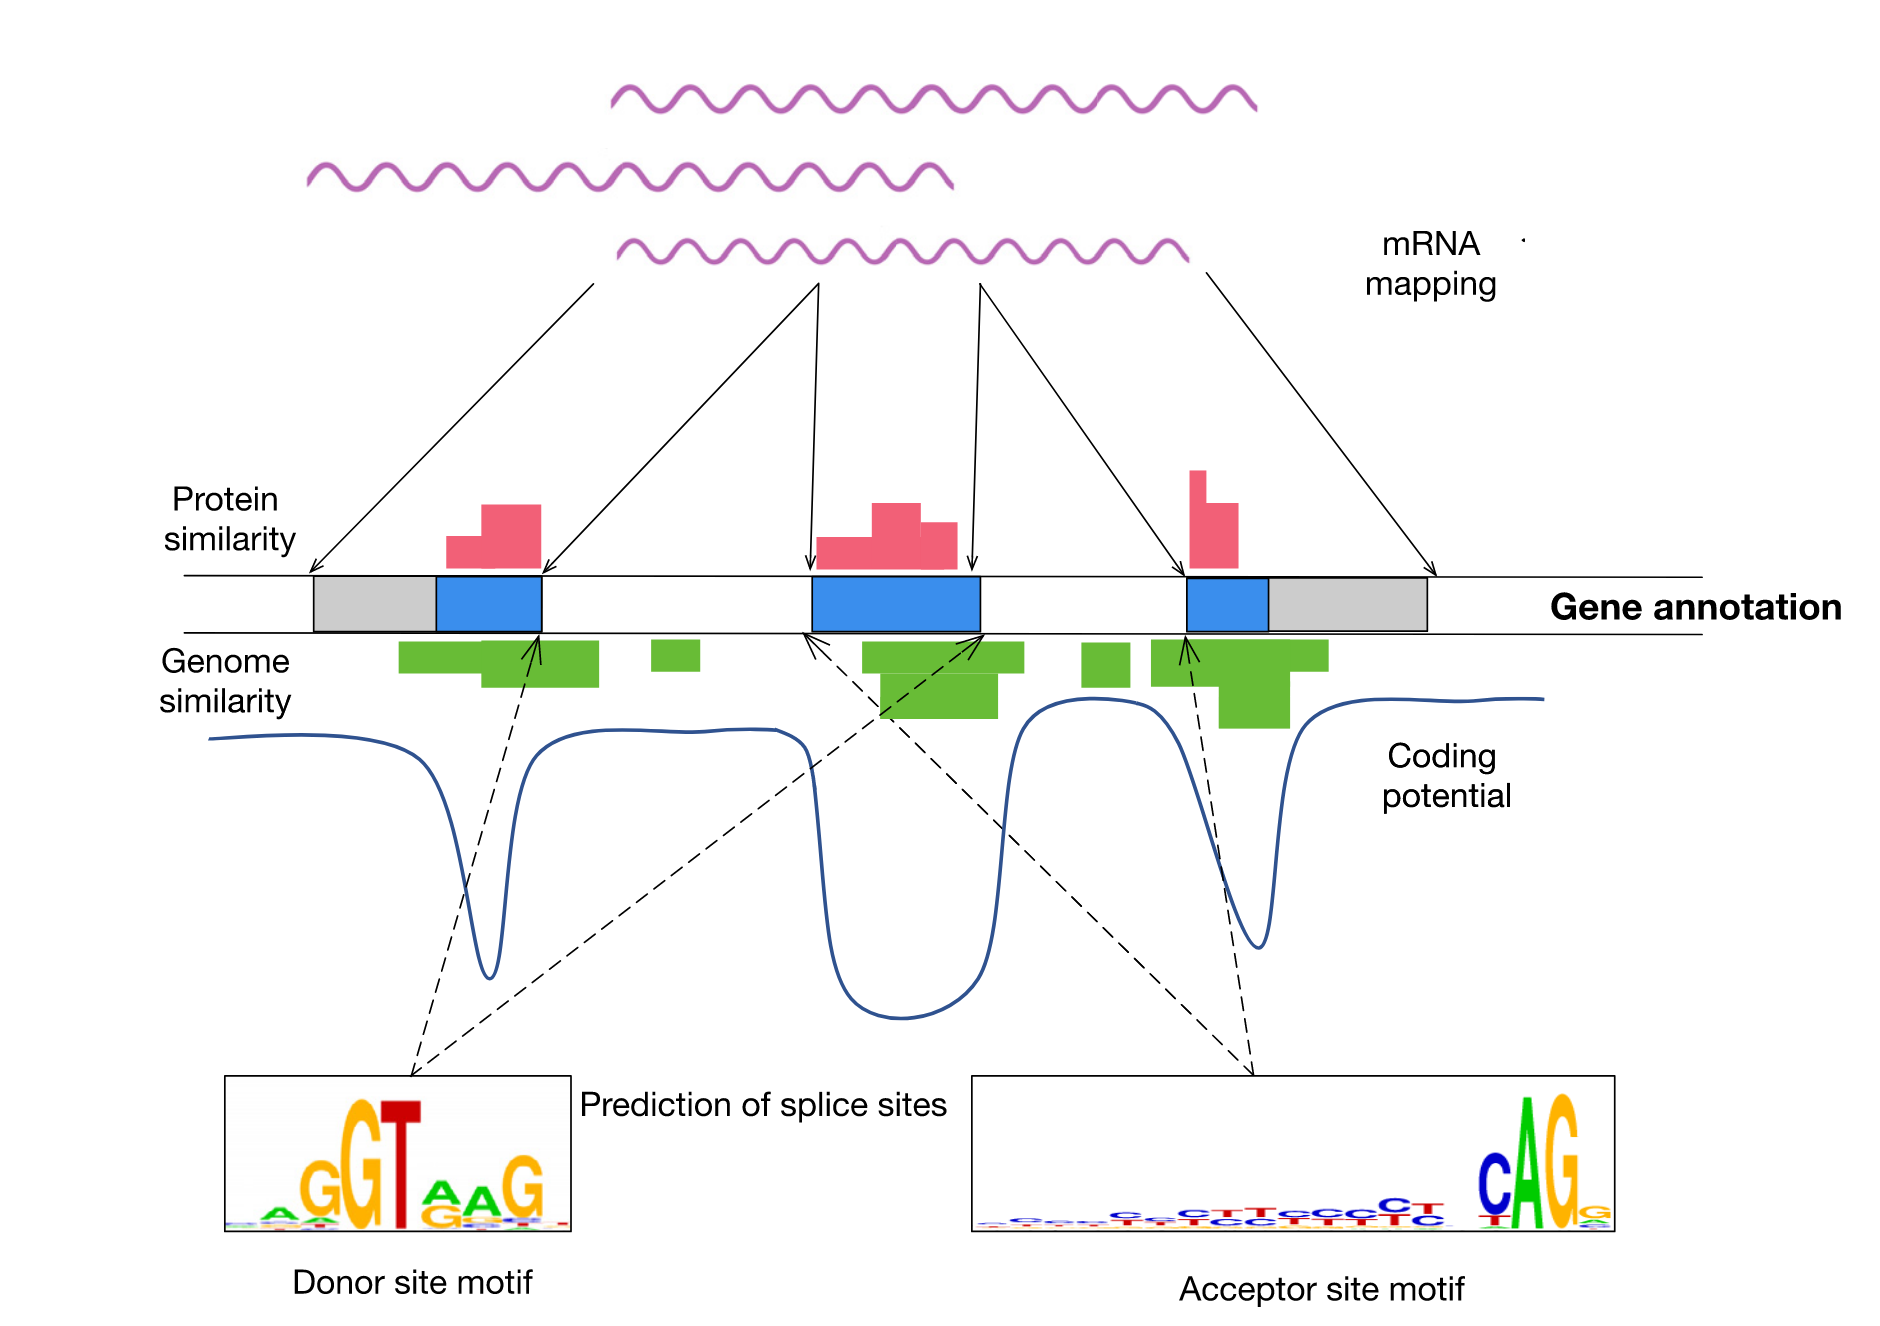 mRNA
mapping
Protein
similarity
Gene annotation
Genome
similarity
Coding
potential
Prediction of splice sites
A G G T A A G
G G
C T C T T C C C C T C A G G
T T C C T T T T C T
Donor site motif
Acceptor site motif